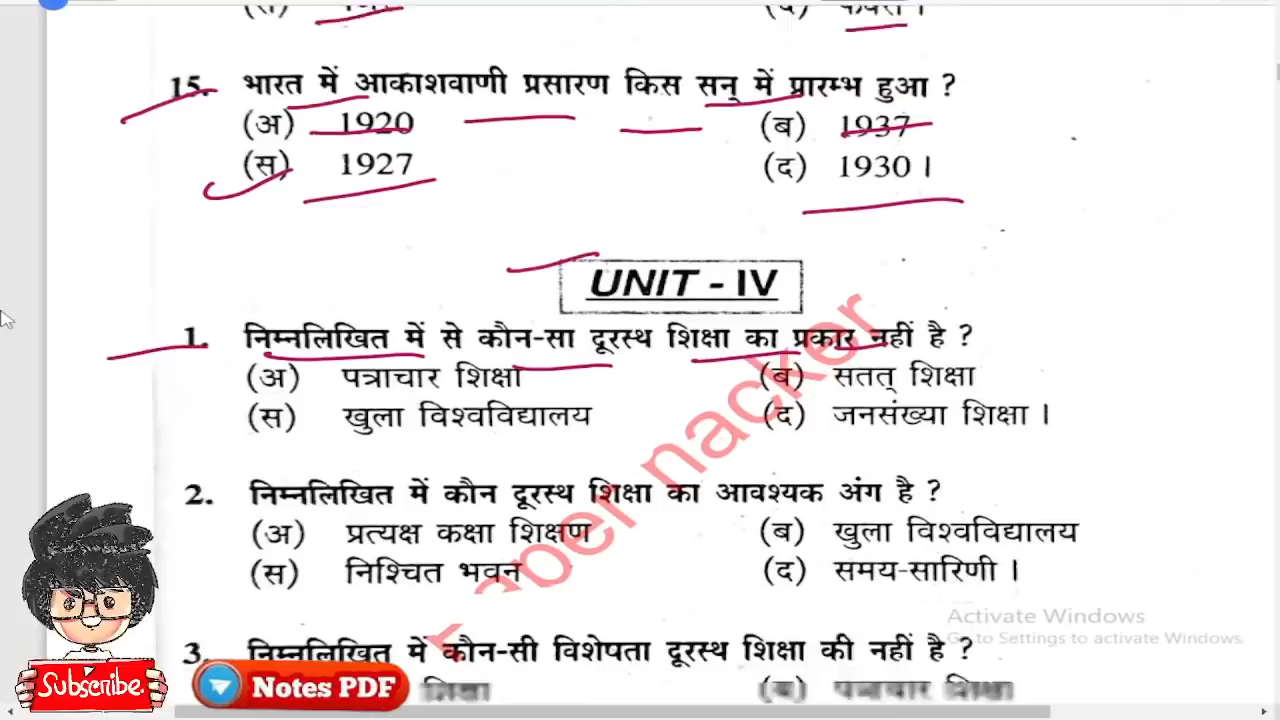 15. भारत में आकाशवाणी प्रसारण किस सन् में प्रारम्भ हुआ ?
(अ) 1920 (ब) 1937
(स) 1927 (द) 1930 ।
UNIT - IV
1. निम्नलिखित में से कौन-सा दूरस्थ शिक्षा का प्रकार नहीं है ?
(अ) पत्राचार शिक्षा (ब) सतत् शिक्षा
(स) खुला विश्वविद्यालय (द) जनसंख्या शिक्षा ।
2. निम्नलिखित में कौन दूरस्थ शिक्षा का आवश्यक अंग है ?
(अ) प्रत्यक्ष कक्षा शिक्षण (ब) खुला विश्वविद्यालय
(स) निश्चित भवन (द) समय-सारिणी ।
3. निम्नलिखित में कौन-सी विशेषता दूरस्थ शिक्षा की नहीं है ?
शिक्षा (ब) पत्राचार शिक्षा
nacker
Activate Windows
Go to Settings to activate Windows.
Subscribe.
Notes PDF